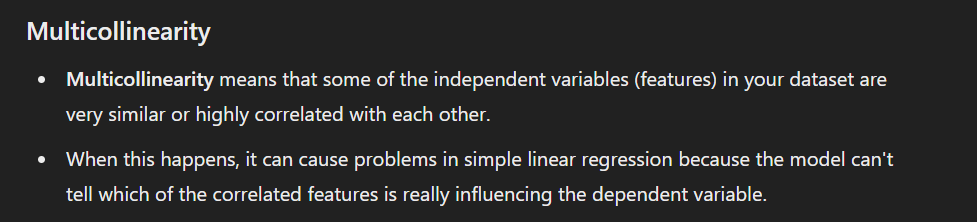 Multicollinearity
• Multicollinearity means that some of the independent variables (features) in your dataset are
very similar or highly correlated with each other.
• When this happens, it can cause problems in simple linear regression because the model can't
tell which of the correlated features is really influencing the dependent variable.